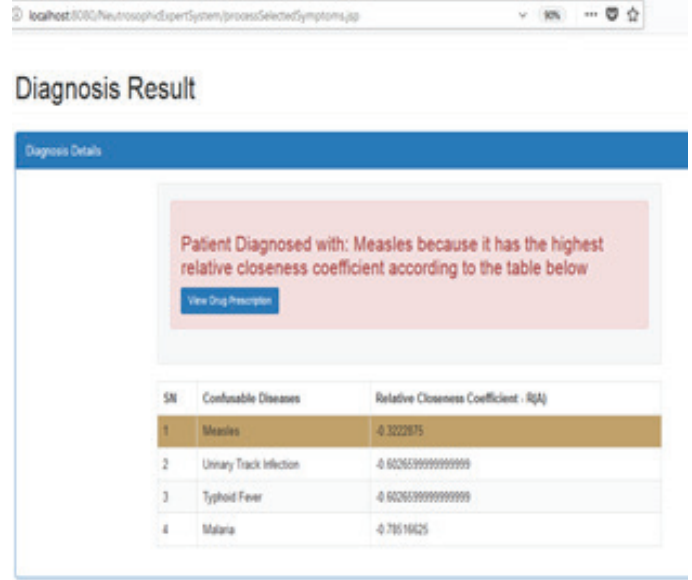 localhost:8080/NeutrosophicExpertSystem/processSelectedSymptoms.jsp 90% ...
Diagnosis Result
Diagnosis Details
Patient Diagnosed with: Measles because it has the highest
relative closeness coefficient according to the table below
View Drug Prescription
SN Confusable Diseases Relative Closeness Coefficient - R(A)
1 Measles -0.3222875
2 Urinary Track Infection -0.6026599999999999
3 Typhoid Fever -0.6026599999999999
4 Malaria -0.78516625